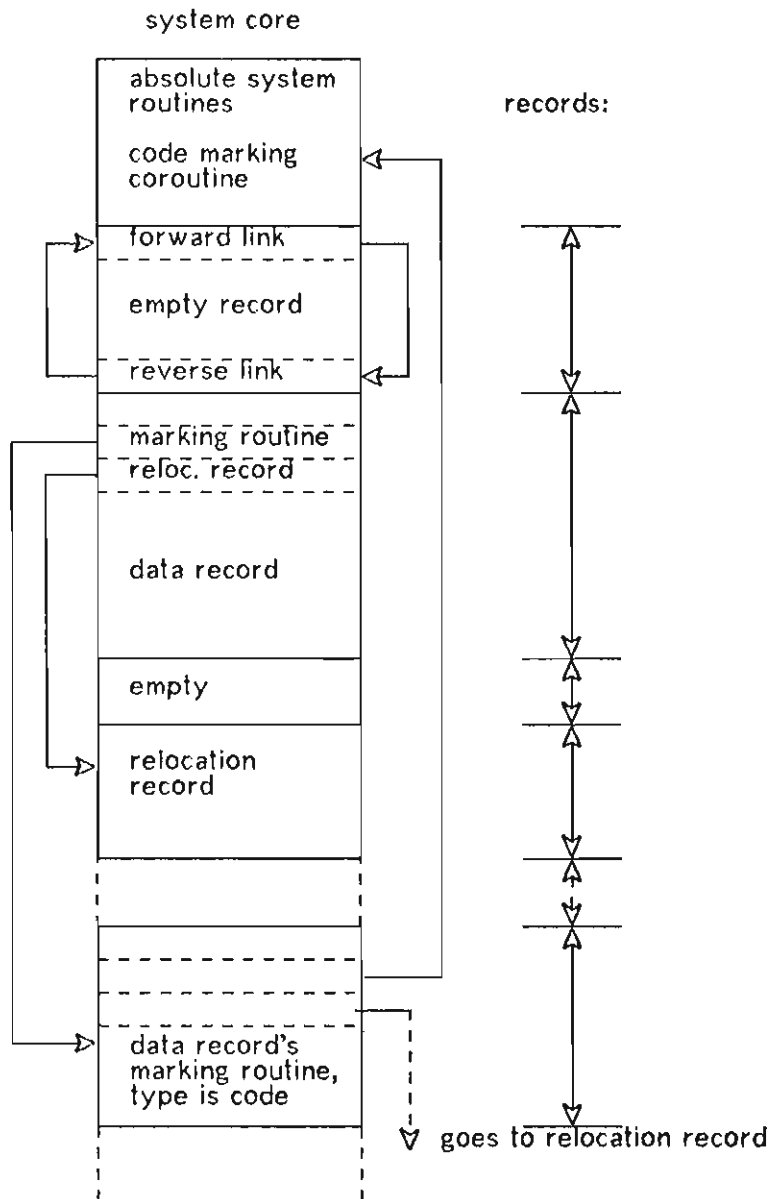 system core
absolute system
routines
records:
code marking
coroutine
forward link
empty record
reverse link
marking routine
reloc. record
data record
empty
relocation
record
data record's
marking routine,
type is code
goes to relocation record